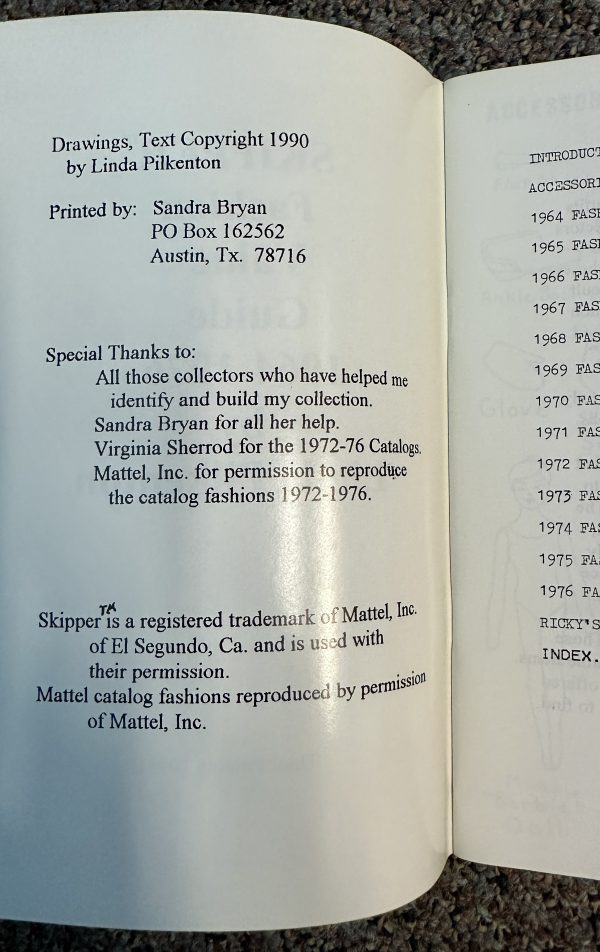 Drawings, Text Copyright 1990
by Linda Pilkenton
Printed by: Sandra Bryan
PO Box 162562
Austin, Tx. 78716
Special Thanks to:
All those collectors who have helped me
identify and build my collection.
Sandra Bryan for all her help.
Virginia Sherrod for the 1972-76 Catalogs.
Mattel, Inc. for permission to reproduce
the catalog fashions 1972-1976.
Skipper™ is a registered trademark of Mattel, Inc.
of El Segundo, Ca. and is used with
their permission.
Mattel catalog fashions reproduced by permission
of Mattel, Inc.
INTRODUCT
ACCESSORI
1964 FASH
1965 FASH
1966 FAS
1967 FAS
1968 FAS
1969 FAS
1970 FAS
1971 FAS
1972 FAS
1973 FAS
1974 FAS
1975 FA
1976 FA
RICKY'S
INDEX.